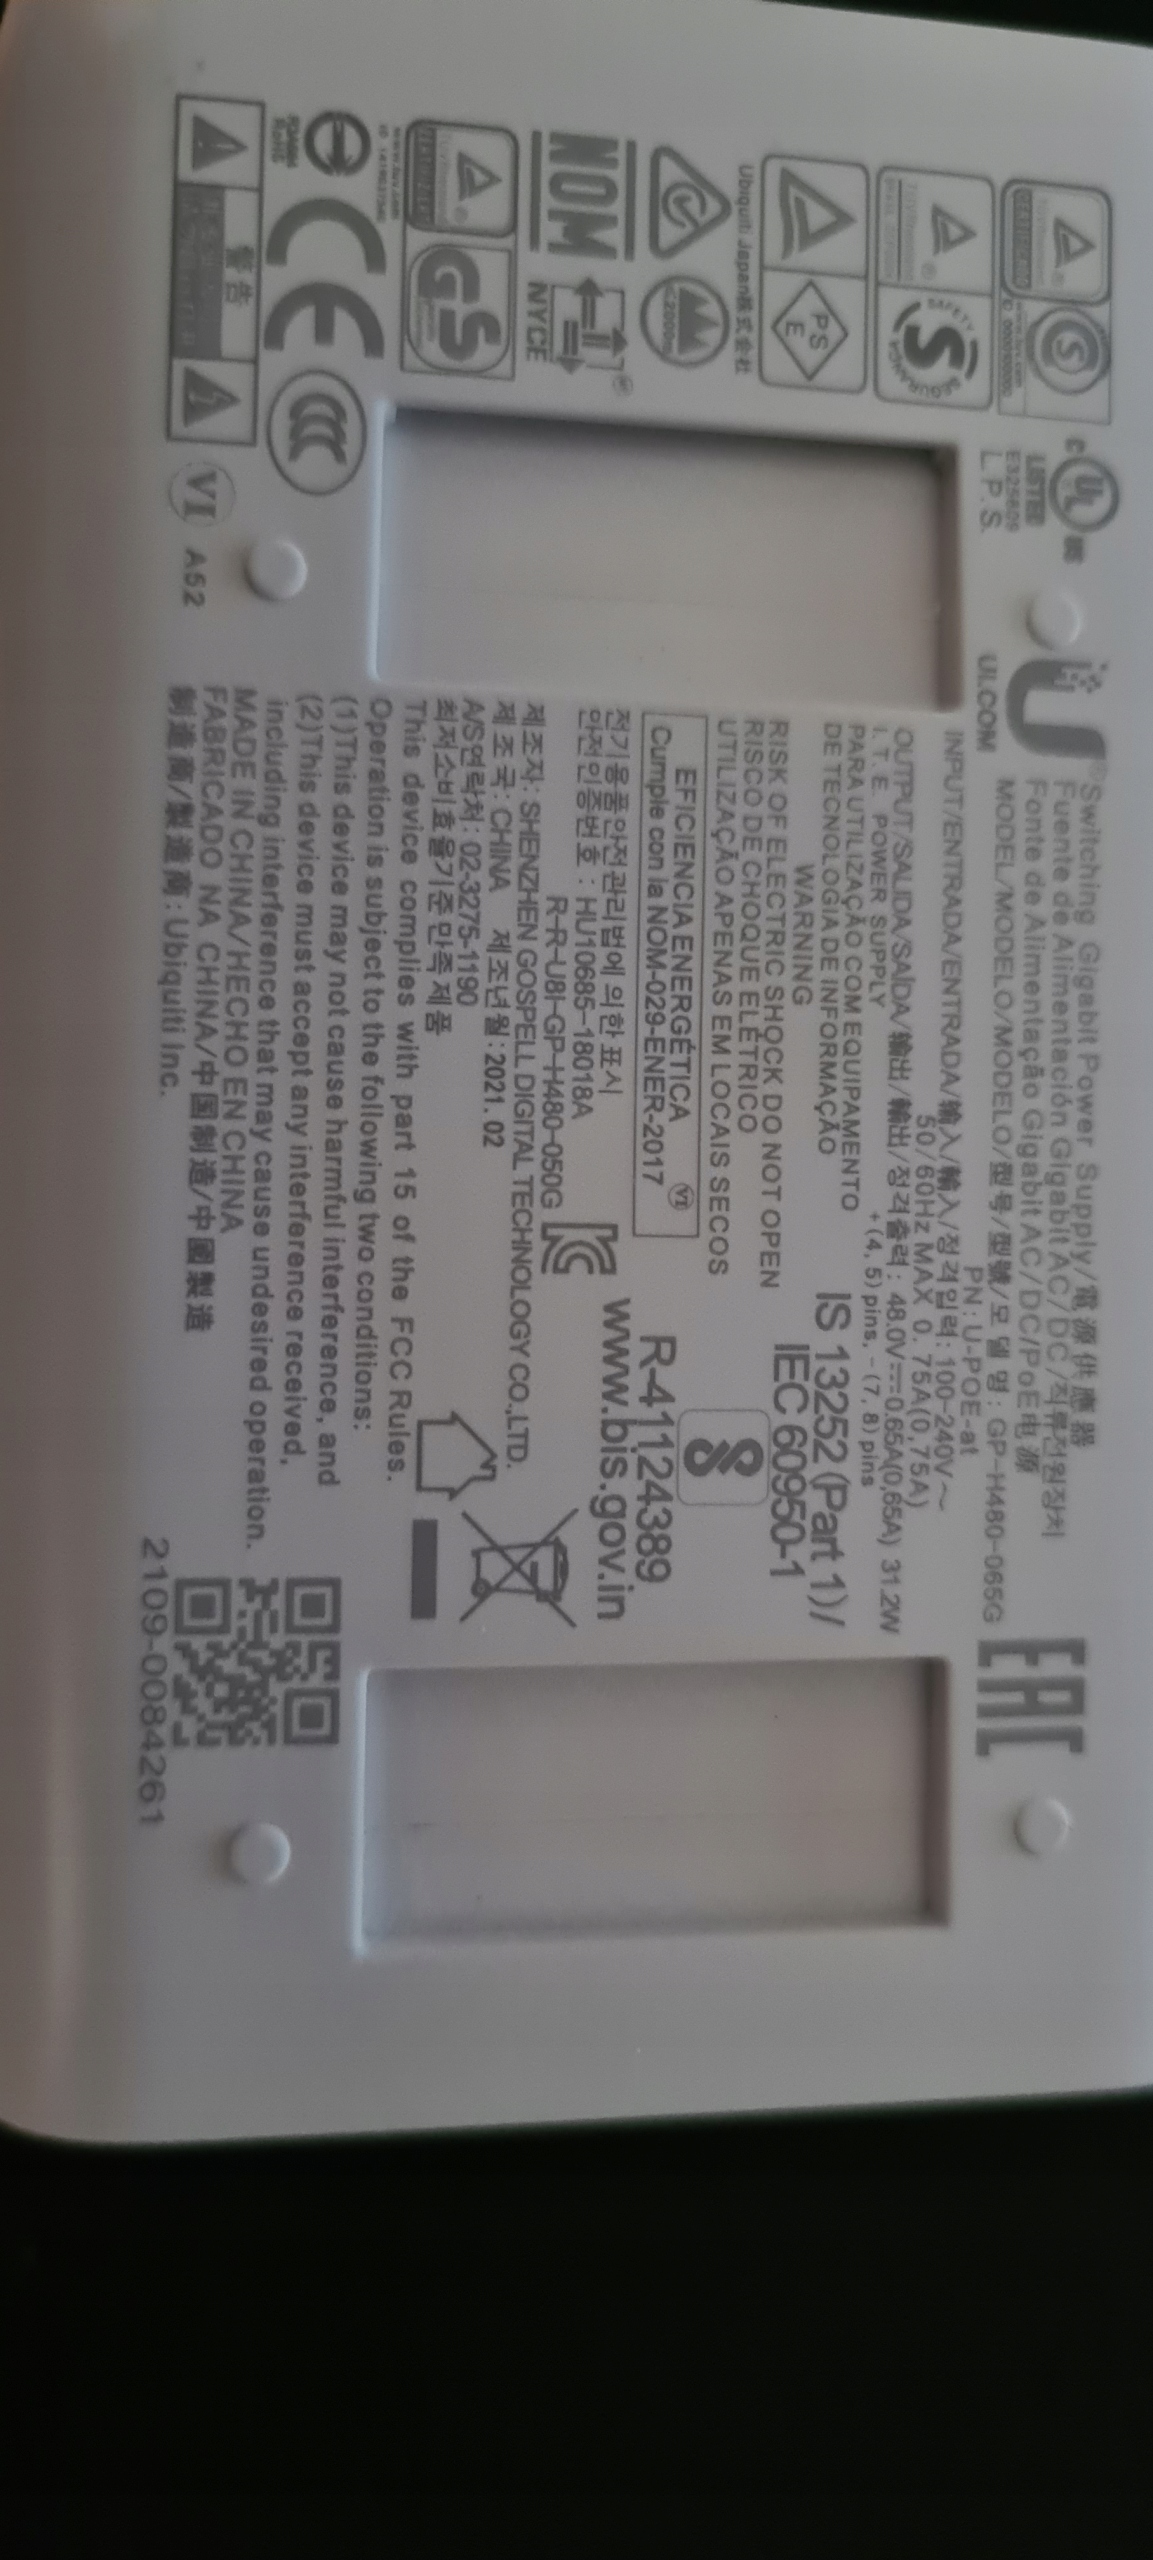 Switching Gigabit Power Supply/電源供應器
Fuente de Alimentación Gigabit AC/DC/직류전원장치
Fonte de Alimentação Gigabit AC/DC/PoE电源
MODEL/MODELO/MODELO/型号/型號/모델명: GP-H480-065G
PN: U-POE-at
INPUT/ENTRADA/ENTRADA/输入/輸入/정격입력: 100-240V~
50/60Hz MAX 0.75A(0,75A)
OUTPUT/SALIDA/SAÍDA/输出/輸出/정격출력: 48.0V⎓0.65A(0,65A) 31.2W
+(4, 5) pins, -(7, 8) pins
I.T.E. POWER SUPPLY
PARA UTILIZAÇÃO COM EQUIPAMENTO
DE TECNOLOGIA DE INFORMAÇÃO
WARNING
RISK OF ELECTRIC SHOCK DO NOT OPEN
RISCO DE CHOQUE ELÉTRICO
UTILIZAÇÃO APENAS EM LOCAIS SECOS
IS 13252 (Part 1)/
IEC 60950-1
R-41124389
www.bis.gov.in
EFICIENCIA ENERGÉTICA
Cumple con la NOM-029-ENER-2017
VI
전기용품안전관리법에 의한 표시
안전인증번호 : HU10685-18018A
R-R-U8I-GP-H480-050G
제조자: SHENZHEN GOSPELL DIGITAL TECHNOLOGY CO.,LTD.
제조국: CHINA 제조년월: 2021. 02
A/S연락처: 02-3275-1190
최저소비효율기준만족제품
This device complies with part 15 of the FCC Rules.
Operation is subject to the following two conditions:
(1)This device may not cause harmful interference, and
(2)This device must accept any interference received,
including interference that may cause undesired operation.
MADE IN CHINA/HECHO EN CHINA
FABRICADO NA CHINA/中国制造/中國製造
制造商/製造商: Ubiquiti Inc.
2109-0084261
EAC
UI.COM
C UL US
LISTED
E325809
L.P.S.
S
SAFETY
S
PS
E
Ubiquiti Japan株式会社
≤2000m
NOM
NYCE
GS
CE
CCC
警告
VI A52